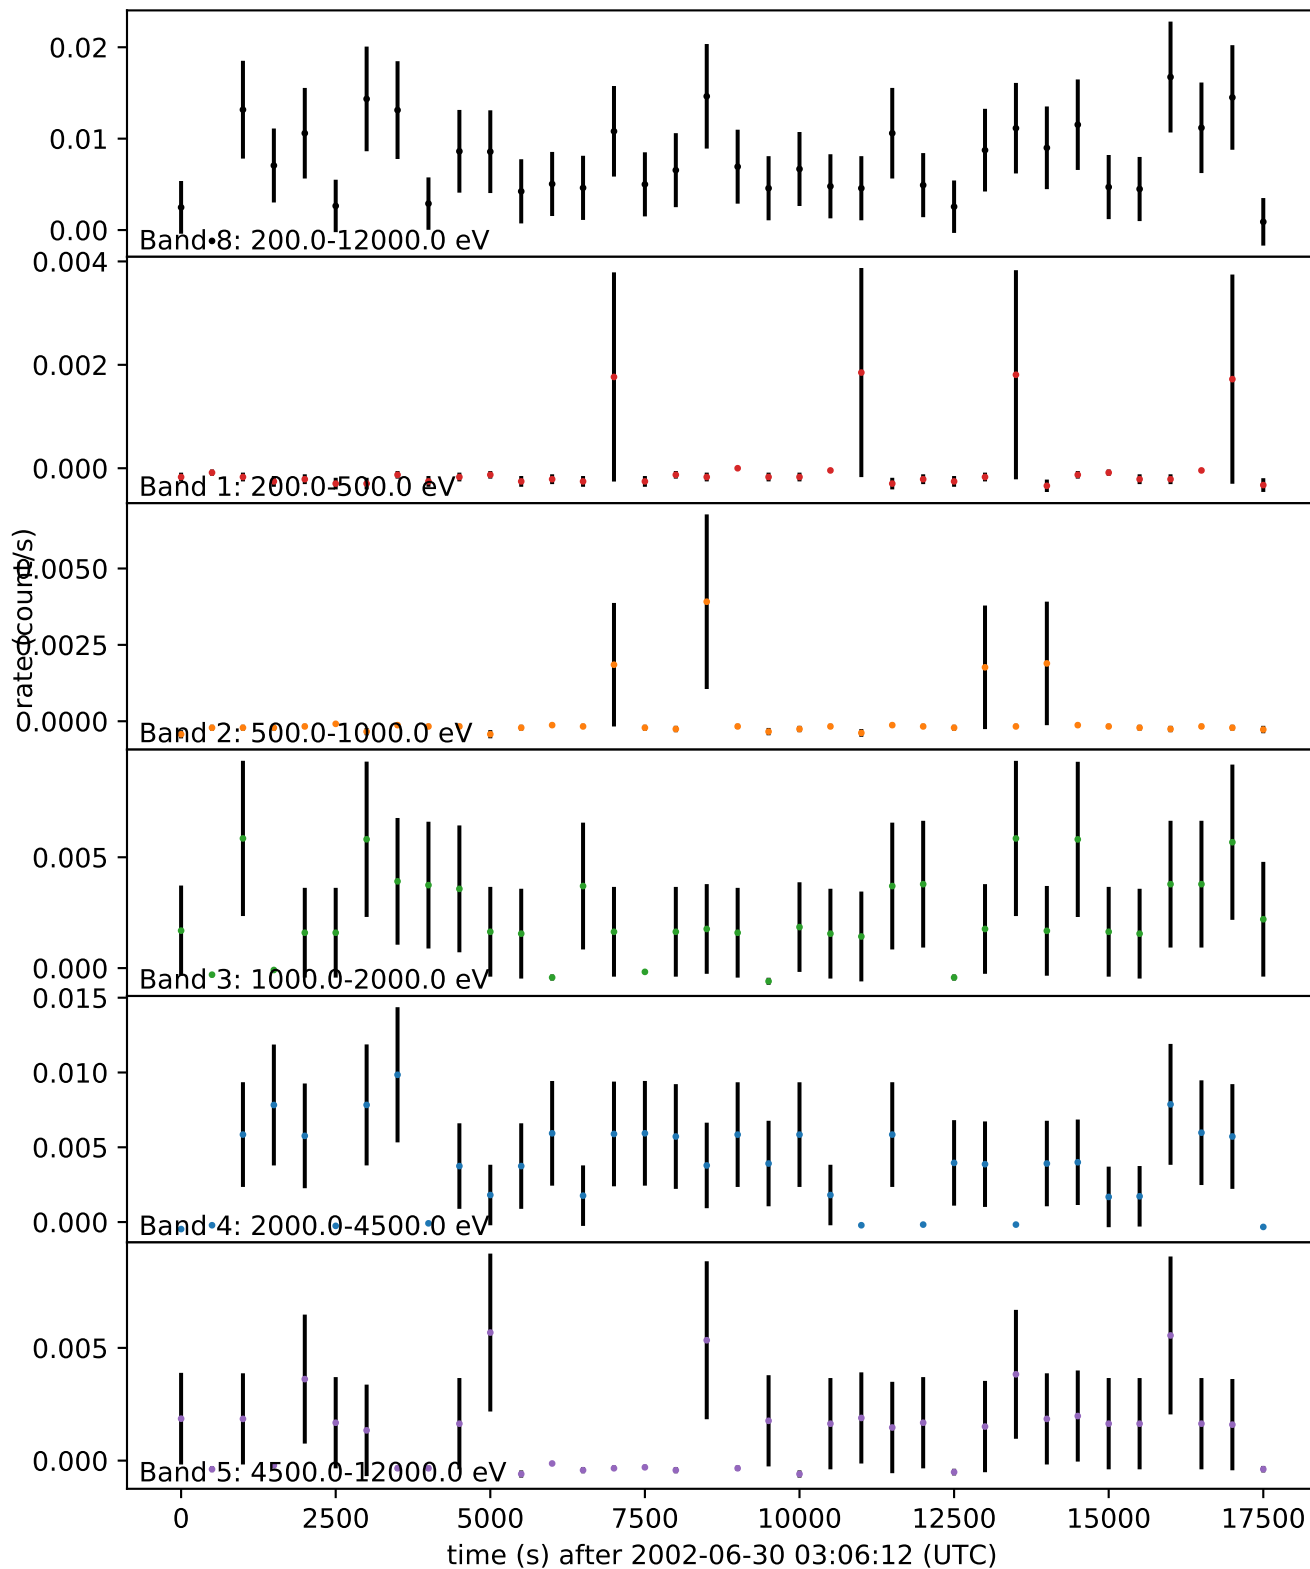 0.02
0.01
0.00
Band 8: 200.0-12000.0 eV
0.004
0.002
0.000
Band 1: 200.0-500.0 eV
rate (count/s)
0.0050
0.0025
0.0000
Band 2: 500.0-1000.0 eV
0.005
0.000
Band 3: 1000.0-2000.0 eV
0.015
0.010
0.005
0.000
Band 4: 2000.0-4500.0 eV
0.005
0.000
Band 5: 4500.0-12000.0 eV
0 2500 5000 7500 10000 12500 15000 17500
time (s) after 2002-06-30 03:06:12 (UTC)